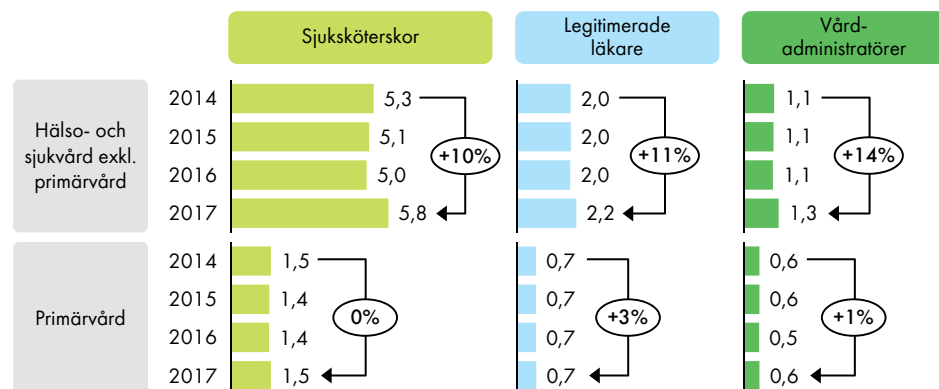 Sjuksköterskor
Legitimerade
läkare
Vård-
administratörer
Hälso- och
sjukvård exkl.
primärvård
2014 5,3 2,0 1,1
2015 5,1 2,0 1,1
+10% +11% +14%
2016 5,0 2,0 1,1
2017 5,8 2,2 1,3
Primärvård
2014 1,5 0,7 0,6
2015 1,4 0,7 0,6
0% +3% +1%
2016 1,4 0,7 0,5
2017 1,5 0,7 0,6